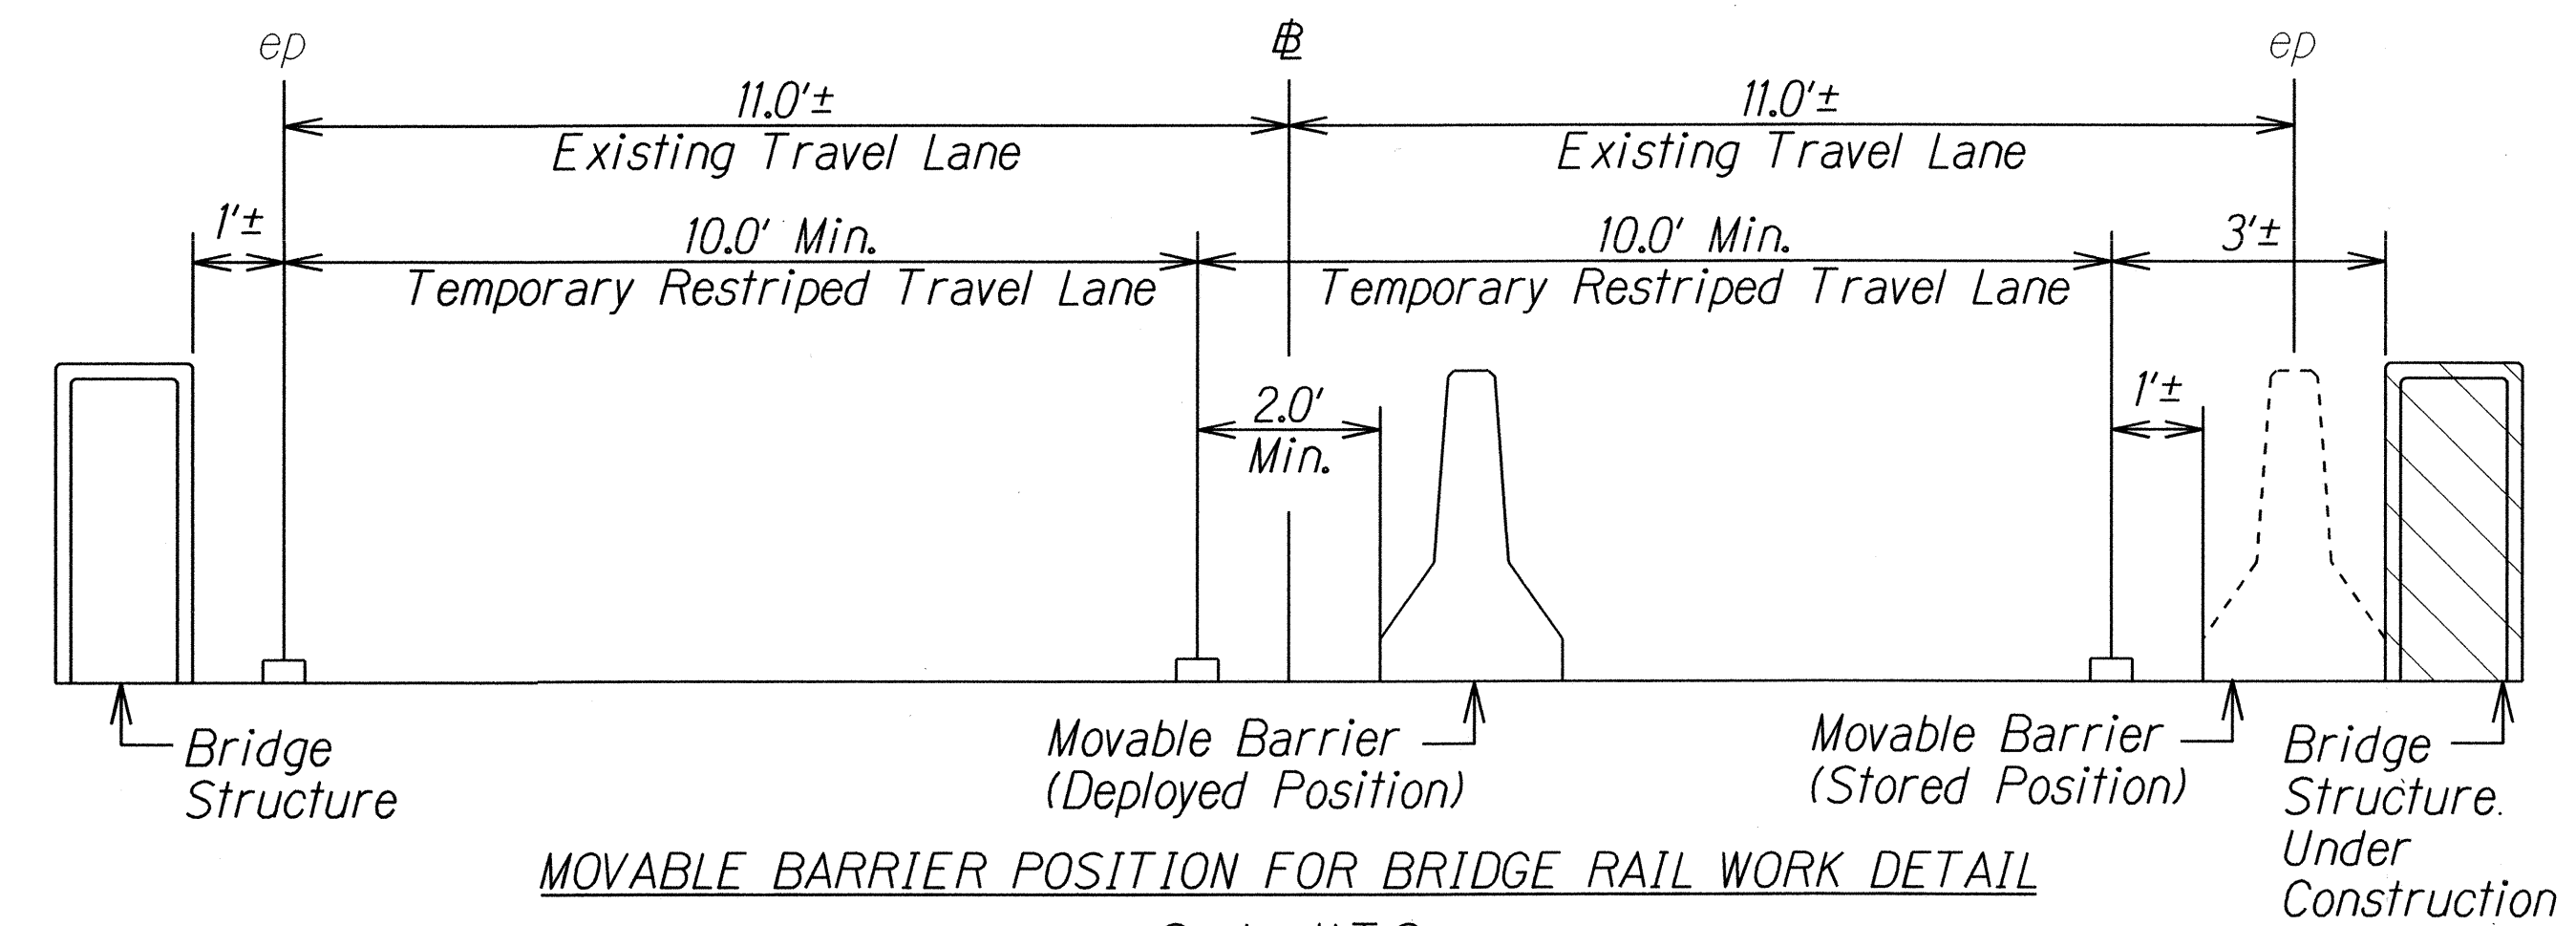 ep
ep
11.0'±
11.0'±
Existing Travel Lane
Existing Travel Lane
1'±
10.0' Min.
10.0' Min.
3'±
Temporary Restriped Travel Lane
Temporary Restriped Travel Lane
2.0'
Min.
1'±
Bridge
Structure
Movable Barrier
(Deployed Position)
Movable Barrier
(Stored Position)
Bridge
Structure.
Under
Construction
MOVABLE BARRIER POSITION FOR BRIDGE RAIL WORK DETAIL